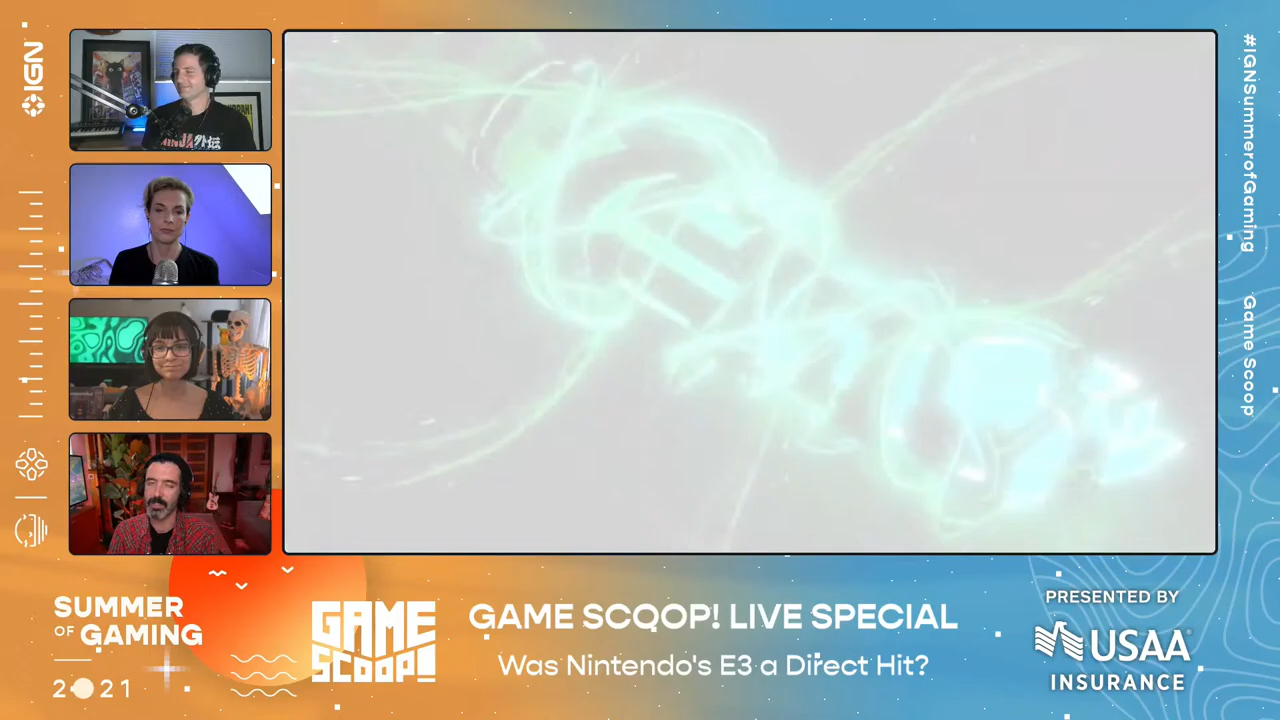 IGN
#IGNSummerofGaming
Game Scoop
SUMMER
OF GAMING
2021
GAME
SCOOP!
GAME SCOOP! LIVE SPECIAL
Was Nintendo's E3 a Direct Hit?
PRESENTED BY
USAA
INSURANCE